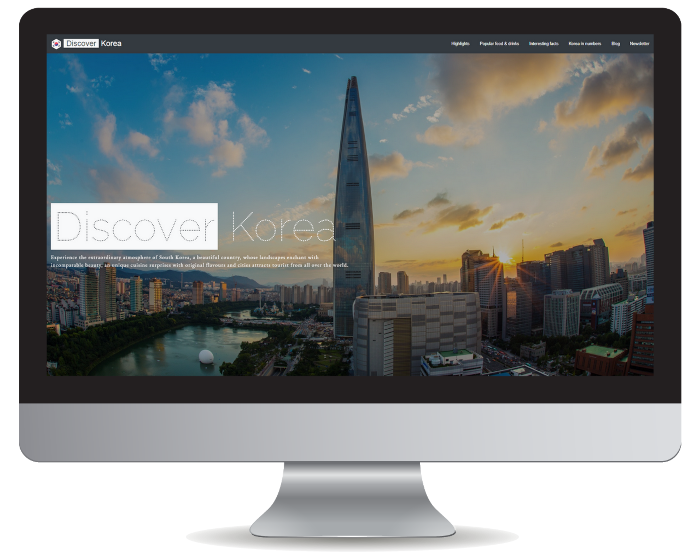 Discover Korea
Highlights Popular food & drinks Interesting facts Korea in numbers Blog Newsletter
Discover Korea
Experience the extraordinary atmosphere of South Korea, a beautiful country, whose landscapes enchant with
incomparable beauty, an unique cuisine surprises with original flavours and cities attracts tourist from all over the world.